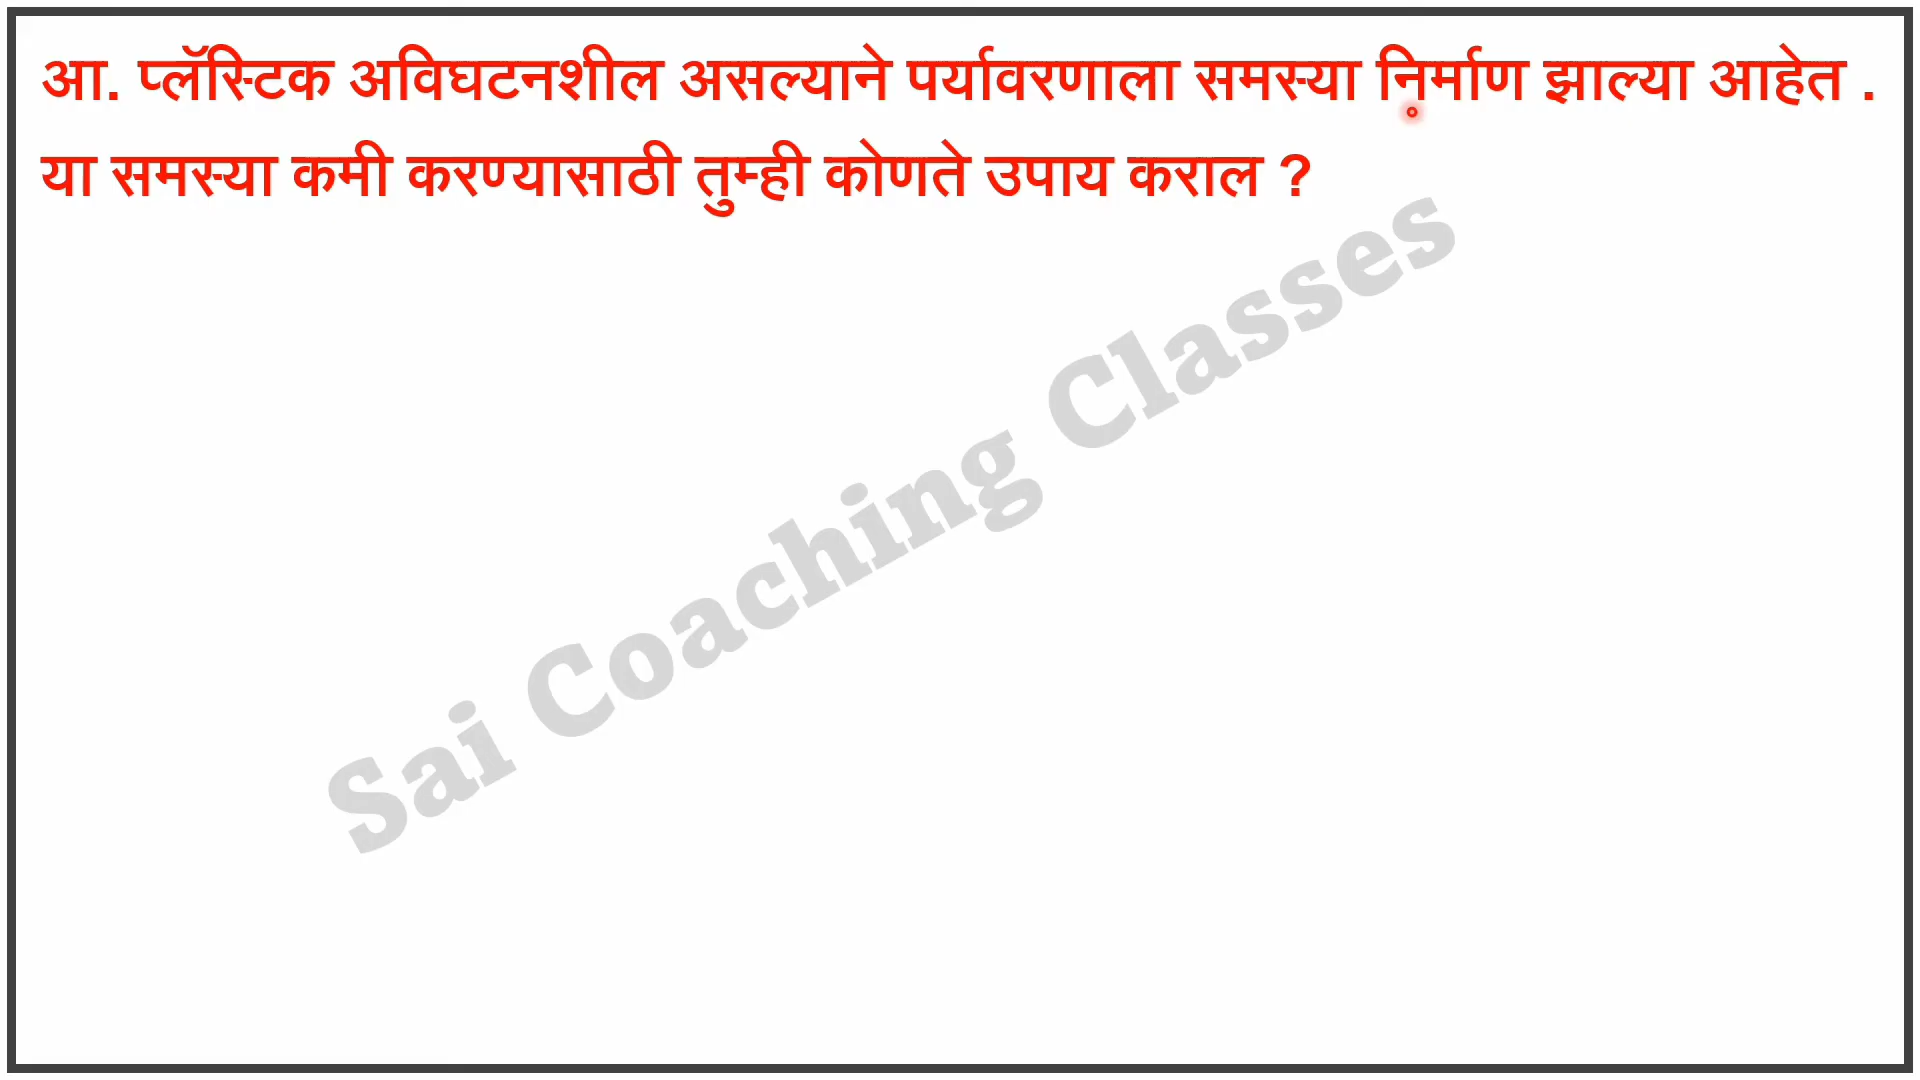 आ. प्लॅस्टिक अविघटनशील असल्याने पर्यावरणाला समस्या निर्माण झाल्या आहेत .
या समस्या कमी करण्यासाठी तुम्ही कोणते उपाय कराल ?
Sai Coaching Classes